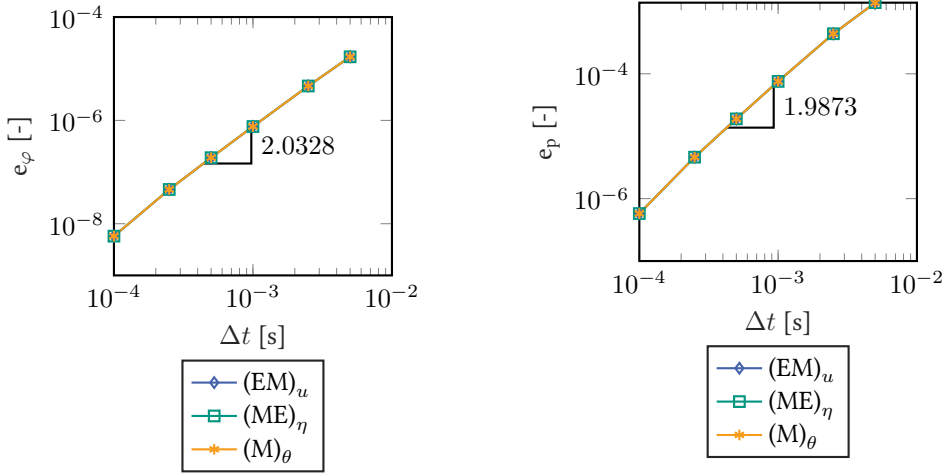 10⁻⁴
10⁻⁶
10⁻⁸
e_φ [-]
2.0328
10⁻⁴ 10⁻³ 10⁻²
Δt [s]
(EM)_u
(ME)_η
(M)_θ
10⁻⁴
10⁻⁶
e_p [-]
1.9873
10⁻⁴ 10⁻³ 10⁻²
Δt [s]
(EM)_u
(ME)_η
(M)_θ